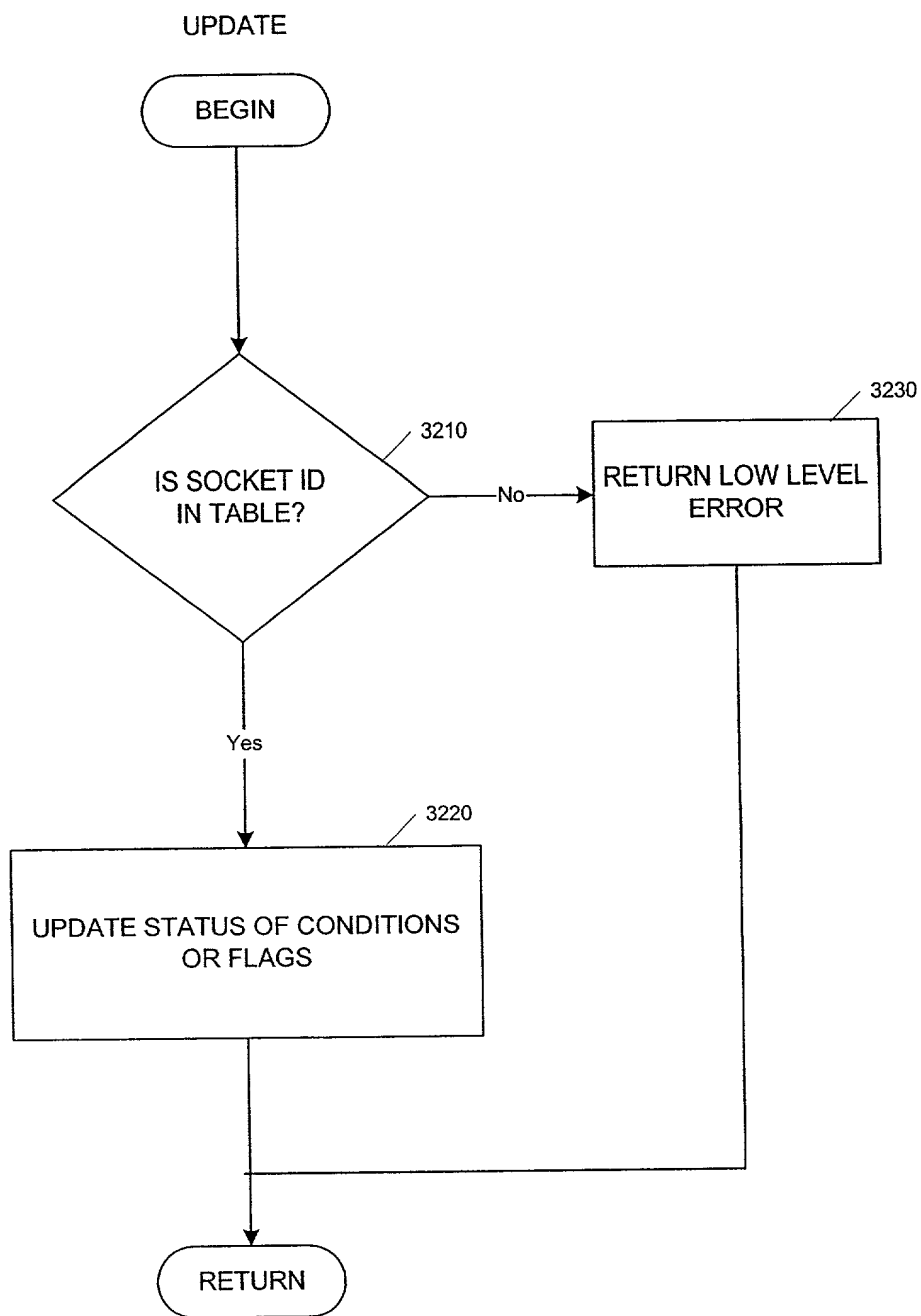 UPDATE
BEGIN
3210
IS SOCKET ID
IN TABLE?
No
3230
RETURN LOW LEVEL
ERROR
Yes
3220
UPDATE STATUS OF CONDITIONS
OR FLAGS
RETURN